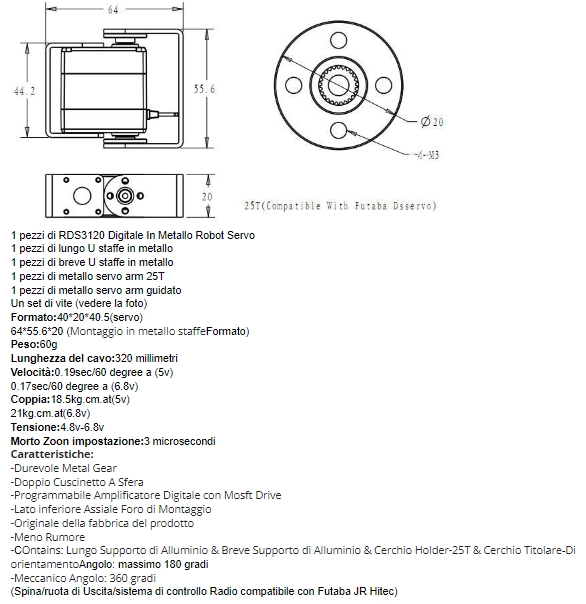 64
44.2
55.6
Ø20
4-M3
20
25T(Compatible With Futaba Dsservo)
1 pezzi di RDS3120 Digitale In Metallo Robot Servo
1 pezzi di lungo U staffe in metallo
1 pezzi di breve U staffe in metallo
1 pezzi di metallo servo arm 25T
1 pezzi di metallo servo arm guidato
Un set di vite (vedere la foto)
Formato:40*20*40.5(servo)
64*55.6*20 (Montaggio in metallo staffeFormato)
Peso:60g
Lunghezza del cavo:320 millimetri
Velocità:0.19sec/60 degree a (5v)
0.17sec/60 degree a (6.8v)
Coppia:18.5kg.cm.at(5v)
21kg.cm.at(6.8v)
Tensione:4.8v-6.8v
Morto Zoon impostazione:3 microsecondi
Caratteristiche:
-Durevole Metal Gear
-Doppio Cuscinetto A Sfera
-Programmabile Amplificatore Digitale con Mosft Drive
-Lato inferiore Assiale Foro di Montaggio
-Originale della fabbrica del prodotto
-Meno Rumore
-COntains: Lungo Supporto di Alluminio & Breve Supporto di Alluminio & Cerchio Holder-25T & Cerchio Titolare-Di
orientamentoAngolo: massimo 180 gradi
-Meccanico Angolo: 360 gradi
(Spina/ruota di Uscita/sistema di controllo Radio compatibile con Futaba JR Hitec)